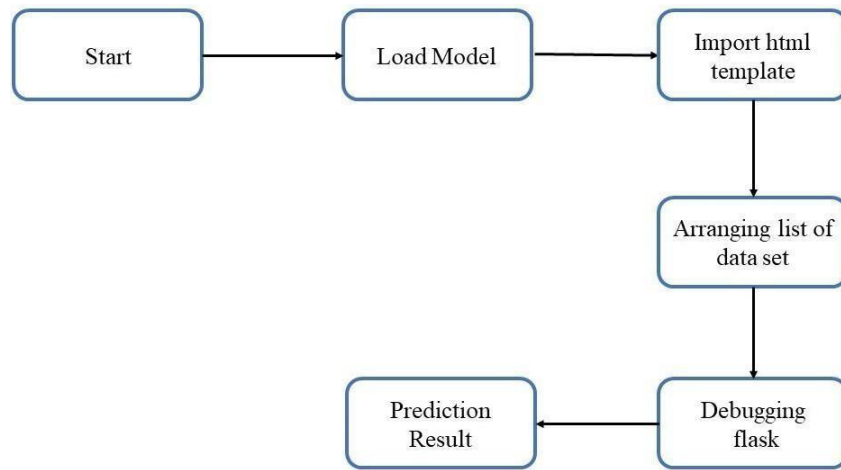 Start
Load Model
Import html
template
Arranging list of
data set
Debugging
flask
Prediction
Result